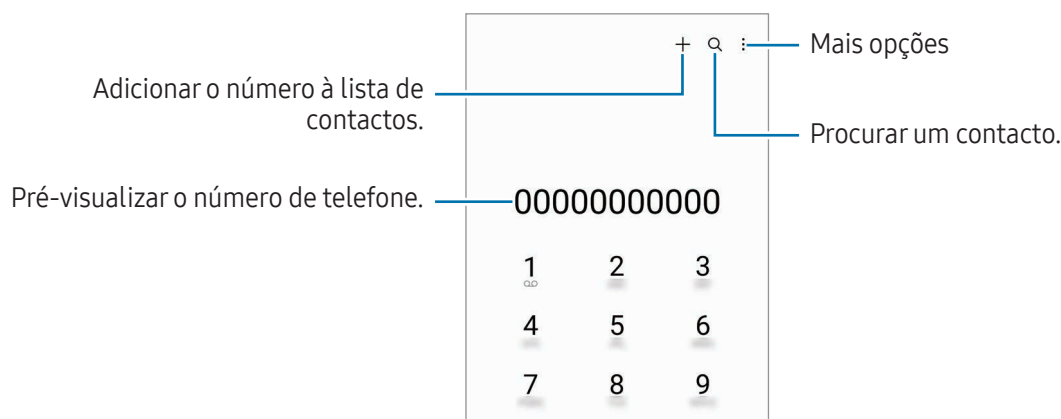 Mais opções
Adicionar o número à lista de
contactos.
Procurar um contacto.
Pré-visualizar o número de telefone.
00000000000
1 2 3
4 5 6
7 8 9